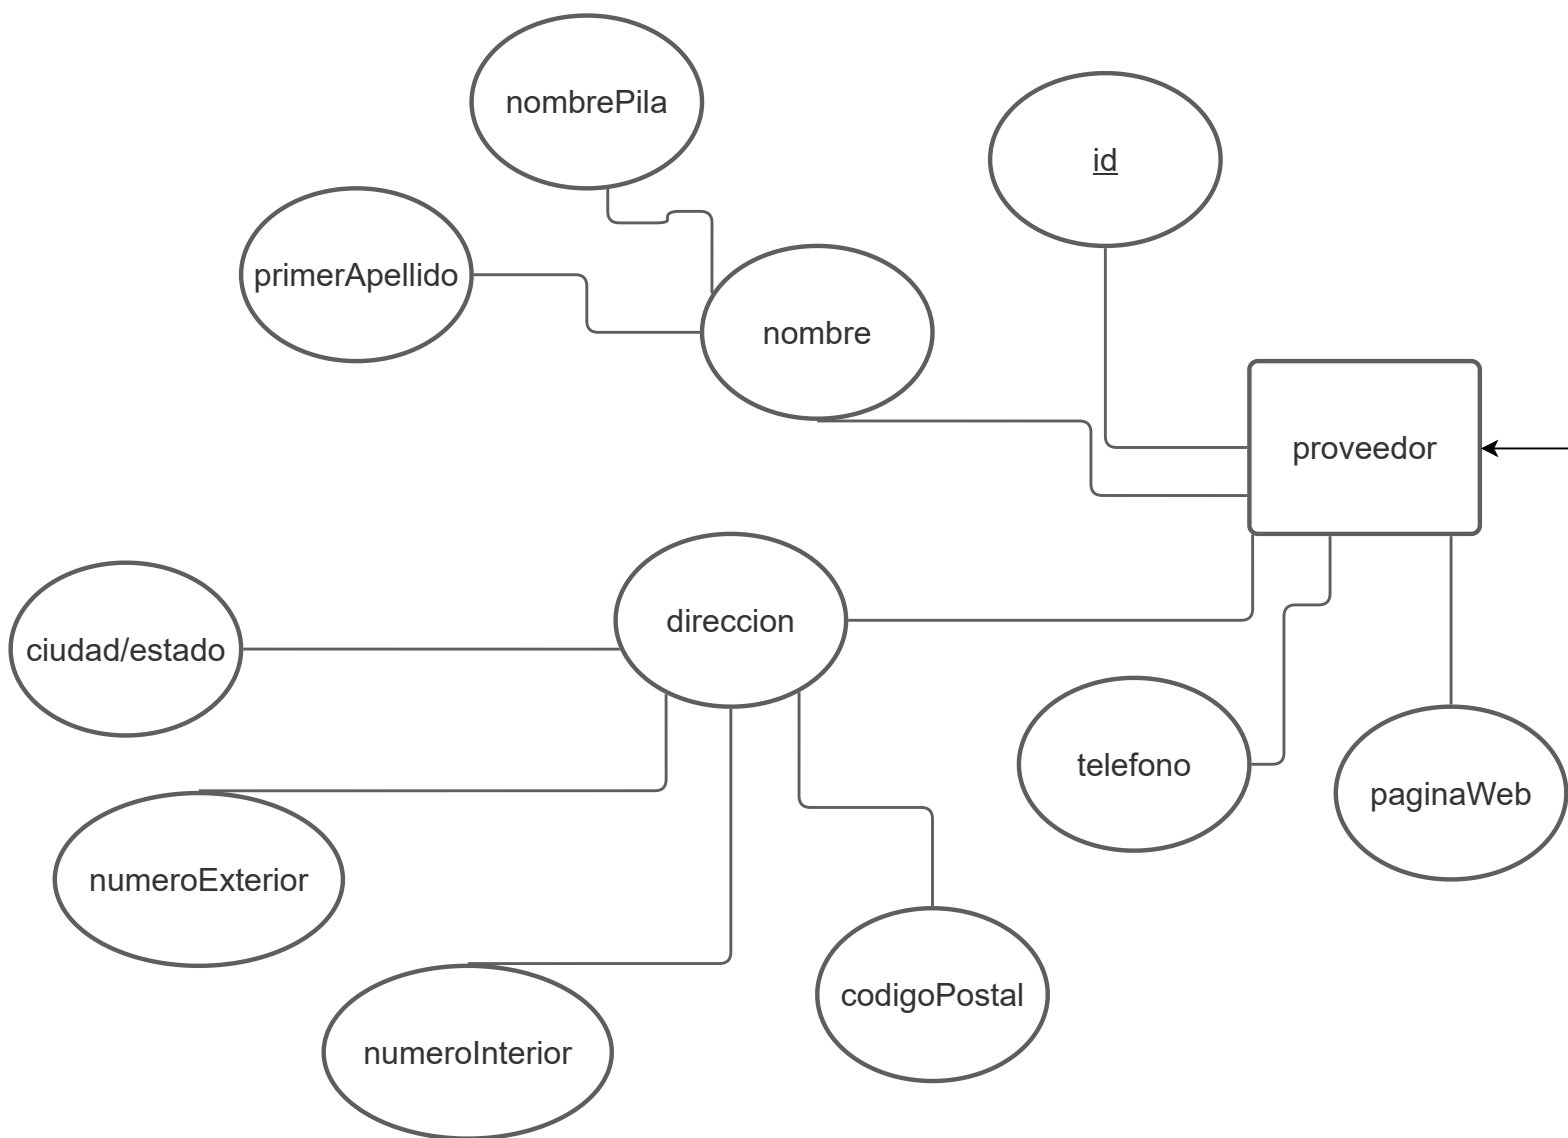 nombrePila
id
primerApellido
nombre
proveedor
direccion
ciudad/estado
telefono
paginaWeb
numeroExterior
codigoPostal
numeroInterior